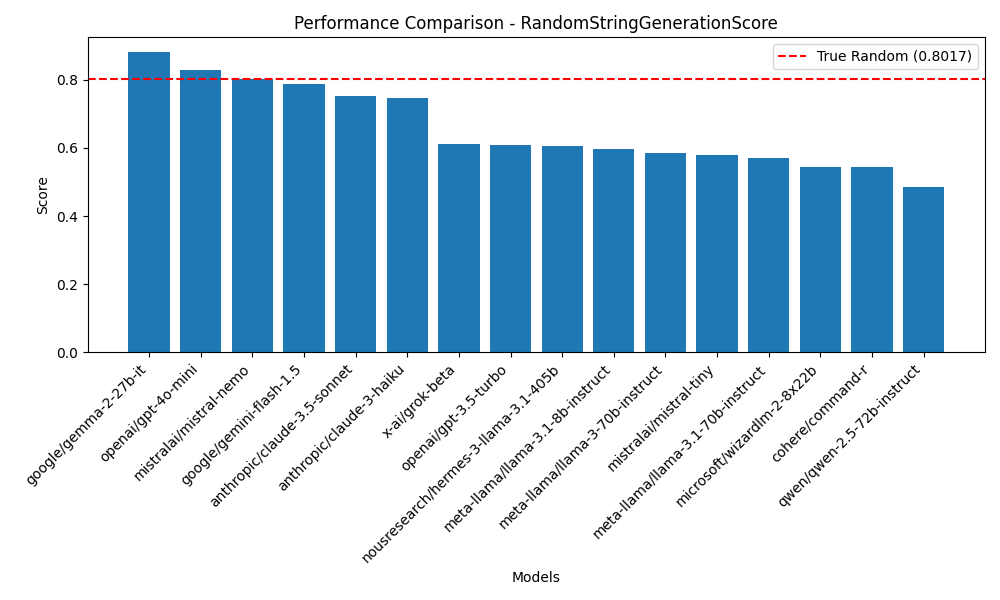 Performance Comparison - RandomStringGenerationScore
True Random (0.8017)
Score
0.8
0.6
0.4
0.2
0.0
google/gemma-2-27b-it
openai/gpt-4o-mini
mistralai/mistral-nemo
google/gemini-flash-1.5
anthropic/claude-3.5-sonnet
anthropic/claude-3-haiku
x-ai/grok-beta
openai/gpt-3.5-turbo
nousresearch/hermes-3-llama-3.1-405b
meta-llama/llama-3.1-8b-instruct
meta-llama/llama-3-70b-instruct
mistralai/mistral-tiny
meta-llama/llama-3.1-70b-instruct
microsoft/wizardlm-2-8x22b
cohere/command-r
qwen/qwen-2.5-72b-instruct
Models